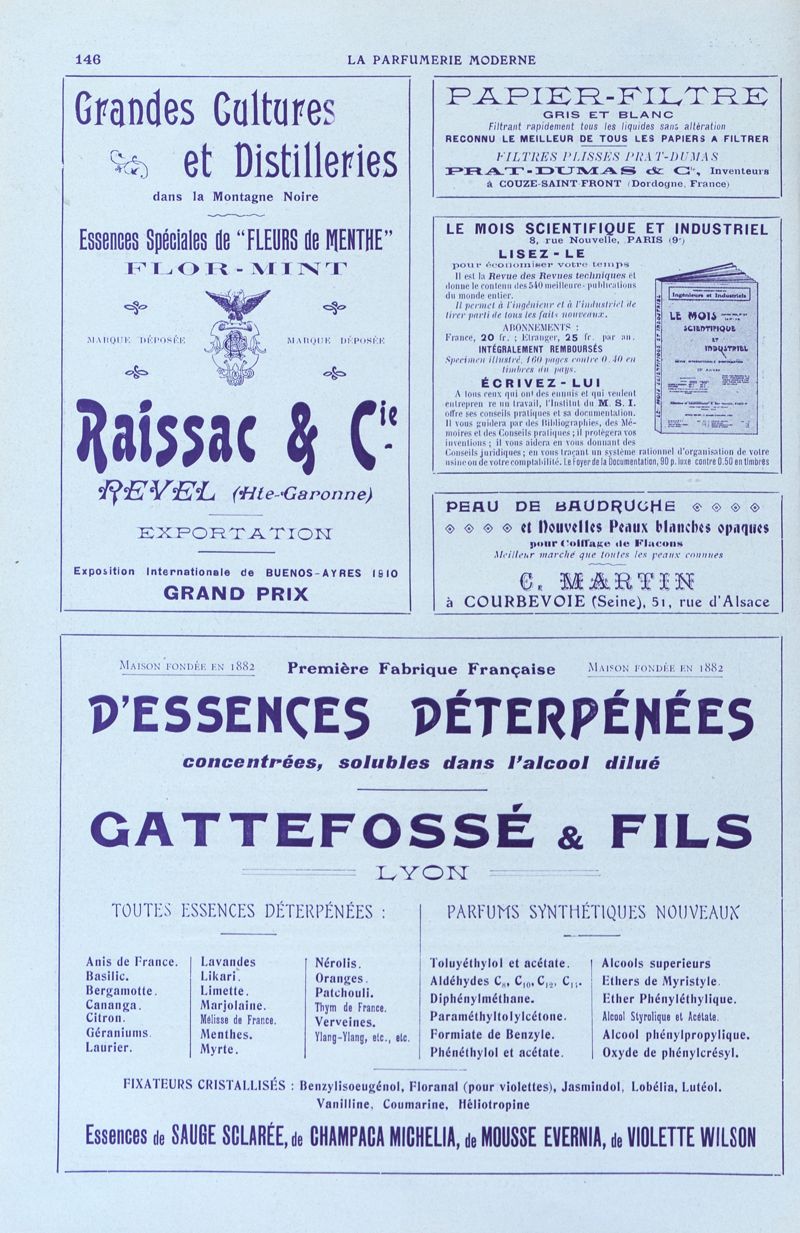 146
LA PARFUMERIE MODERNE
Grandes Cultures
et Distilleries
dans la Montagne Noire
Essences Spéciales de "FLEURS de MENTHE"
FLOR-MINT
MARQUE DÉPOSÉE
MARQUE DÉPOSÉE
Raissac & Cie
REVEL (Hte-Garonne)
EXPORTATION
Exposition Internationale de BUENOS-AYRES 1910
GRAND PRIX
PAPIER-FILTRE
GRIS ET BLANC
Filtrant rapidement tous les liquides sans altération
RECONNU LE MEILLEUR DE TOUS LES PAPIERS A FILTRER
FILTRES PLISSÉS PRAT-DUMAS
PRAT-DUMAS & Cie, Inventeurs
à COUZE-SAINT FRONT (Dordogne, France)
LE MOIS SCIENTIFIQUE ET INDUSTRIEL
8, rue Nouvelle, PARIS (9e)
LISEZ-LE
pour économiser votre temps
Il est la Revue des Revues techniques et
donne le contenu des 540 meilleures publications
du monde entier.
Il permet à l'ingénieur et à l'industriel de
tirer parti de tous les faits nouveaux.
ABONNEMENTS :
France, 20 fr. ; Etranger, 25 fr. par an.
INTÉGRALEMENT REMBOURSÉS
Specimen illustré, 160 pages contre 0.40 en
timbres du pays.
ÉCRIVEZ-LUI
A tous ceux qui ont des ennuis et qui veulent
entrepren re un travail, l'Institut du M. S. I.
offre ses conseils pratiques et sa documentation.
Il vous guidera par des Bibliographies, des Mé-
moires et des Conseils pratiques ; il protégera vos
inventions ; il vous aidera en vous donnant des
Conseils juridiques ; en vous traçant un système rationnel d'organisation de votre
usine ou de votre comptabilité. Le Foyer de la Documentation, 90 p. luxe contre 0.50 en timbres
Ingénieurs et Industriels
LE MOIS
SCIENTIFIQUE
ET
INDUSTRIEL
PEAU DE BAUDRUCHE
et Nouvelles Peaux blanches opaques
pour Coiffage de Flacons
Meilleur marché que toutes les peaux connues
C. MARTIN
à COURBEVOIE (Seine), 51, rue d'Alsace
MAISON FONDÉE EN 1882
Première Fabrique Française
MAISON FONDÉE EN 1882
D'ESSENCES DÉTERPÉNÉES
concentrées, solubles dans l'alcool dilué
GATTEFOSSÉ & FILS
LYON
TOUTES ESSENCES DÉTERPÉNÉES :
Anis de France.
Basilic.
Bergamotte.
Cananga.
Citron.
Géraniums.
Laurier.
Lavandes
Likari.
Limette.
Marjolaine.
Mélisse de France.
Menthes.
Myrte.
Nérolis.
Oranges.
Patchouli.
Thym de France.
Verveines.
Ylang-Ylang, etc., etc.
PARFUMS SYNTHÉTIQUES NOUVEAUX
Toluyéthylol et acétate.
Aldéhydes C8, C10, C12, C14.
Diphénylméthane.
Paraméthyltolylcétone.
Formiate de Benzyle.
Phénéthylol et acétate.
Alcools superieurs
Ethers de Myristyle.
Ether Phényléthylique.
Alcool Styrolique et Acétate.
Alcool phénylpropylique.
Oxyde de phénylcrésyl.
FIXATEURS CRISTALLISÉS : Benzylisoeugénol, Floranal (pour violettes), Jasmindol, Lobélia, Lutéol.
Vanilline, Coumarine, Héliotropine
Essences de SAUGE SCLARÉE, de CHAMPACA MICHELIA, de MOUSSE EVERNIA, de VIOLETTE WILSON